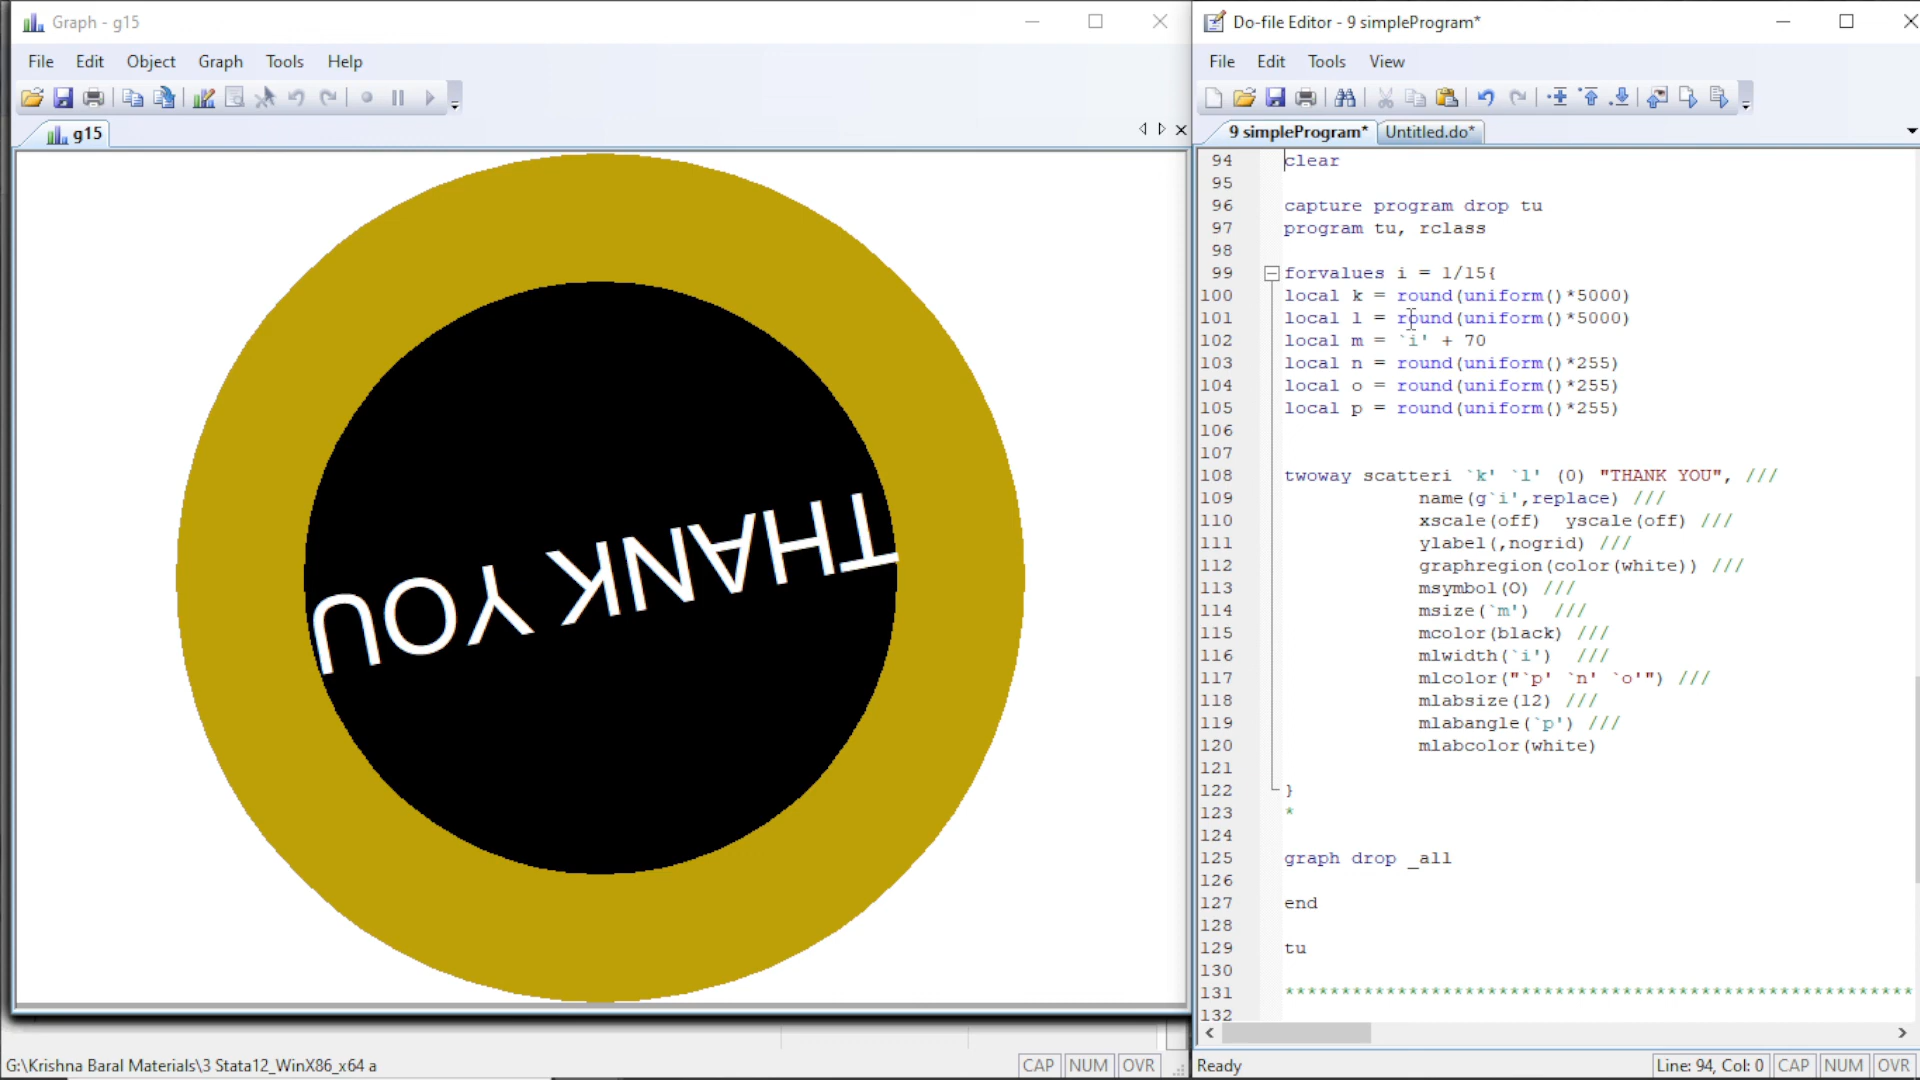 Graph - g15
File Edit Object Graph Tools Help
g15
THANK YOU
G:\Krishna Baral Materials\3 Stata12_WinX86_x64 a
CAP NUM OVR
Do-file Editor - 9 simpleProgram*
File Edit Tools View
9 simpleProgram* Untitled.do*
94 clear
95
96 capture program drop tu
97 program tu, rclass
98
99 forvalues i = 1/15{
100 local k = round(uniform()*5000)
101 local l = round(uniform()*5000)
102 local m = `i' + 70
103 local n = round(uniform()*255)
104 local o = round(uniform()*255)
105 local p = round(uniform()*255)
106
107
108 twoway scatteri `k' `l' (0) "THANK YOU", ///
109 name(g`i',replace) ///
110 xscale(off) yscale(off) ///
111 ylabel(,nogrid) ///
112 graphregion(color(white)) ///
113 msymbol(O) ///
114 msize(`m') ///
115 mcolor(black) ///
116 mlwidth(`i') ///
117 mlcolor("`p' `n' `o'") ///
118 mlabsize(12) ///
119 mlabangle(`p') ///
120 mlabcolor(white)
121
122 }
123 *
124
125 graph drop _all
126
127 end
128
129 tu
130
131 ********************************************************
132
Ready
Line: 94, Col: 0 CAP NUM OVR